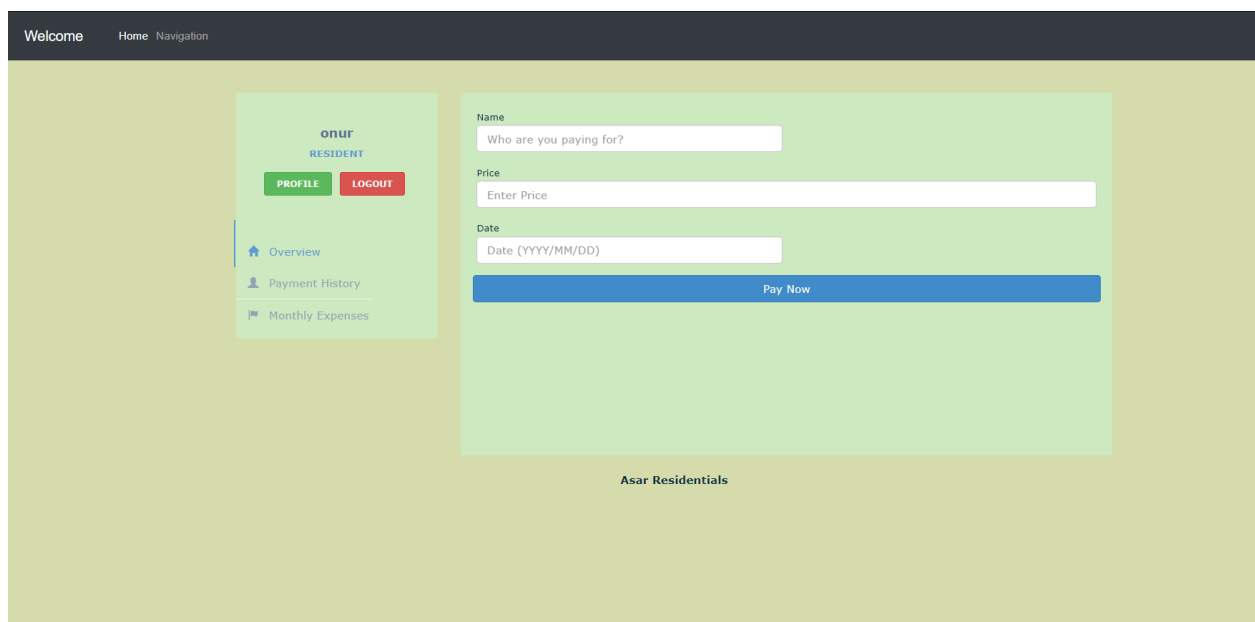 Welcome Home Navigation
onur
RESIDENT
PROFILE LOGOUT
Overview
Payment History
Monthly Expenses
Name
Who are you paying for?
Price
Enter Price
Date
Date (YYYY/MM/DD)
Pay Now
Asar Residentials